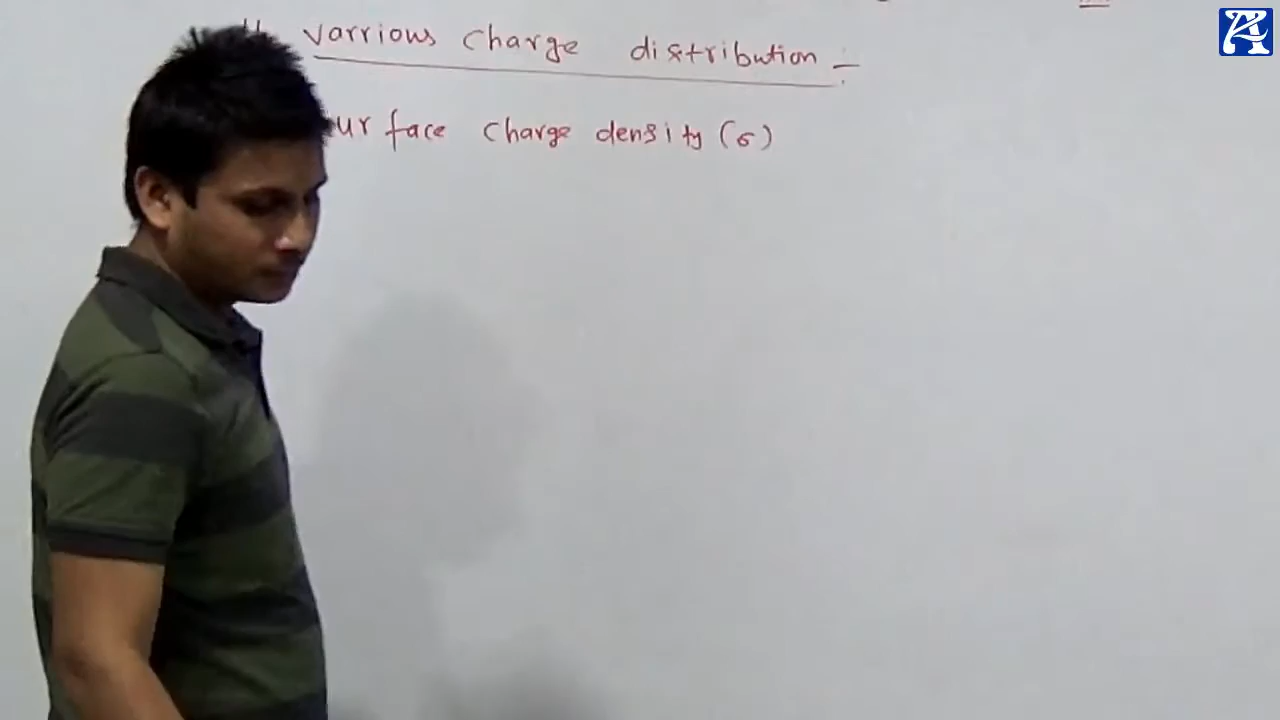 varrious charge distribution :-
urface charge density (σ)